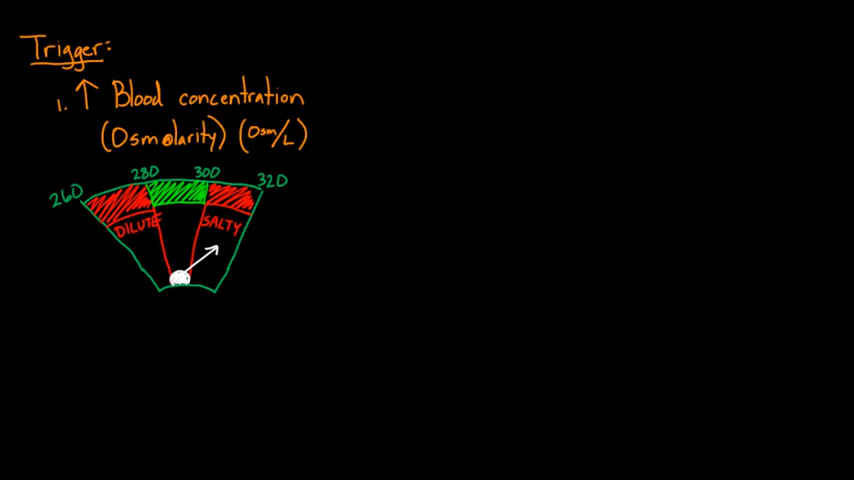 Trigger:
1. ↑ Blood concentration
(Osmolarity) (Osm/L)
260 280 300 320
DILUTE SALTY